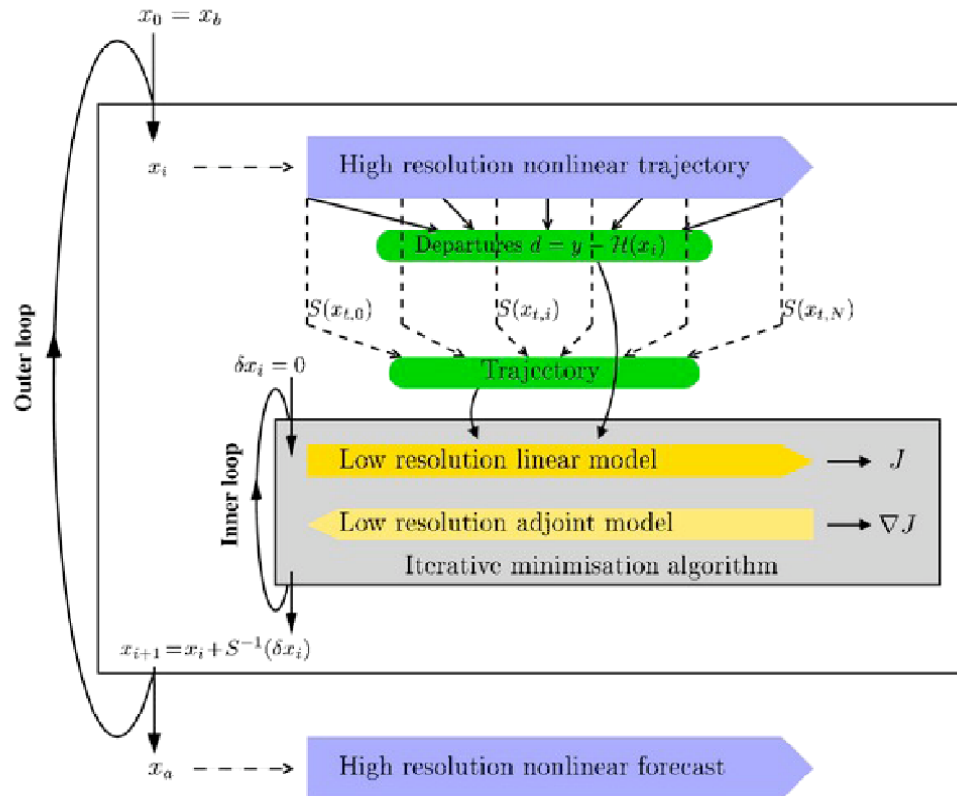 x₀ = x_b
x_i
High resolution nonlinear trajectory
Departures d = y − ℋ(x_i)
S(x_{t,0})
S(x_{t,i})
S(x_{t,N})
Outer loop
δx_i = 0
Trajectory
Inner loop
Low resolution linear model
J
Low resolution adjoint model
∇J
Iterative minimisation algorithm
x_{i+1} = x_i + S⁻¹(δx_i)
x_a
High resolution nonlinear forecast